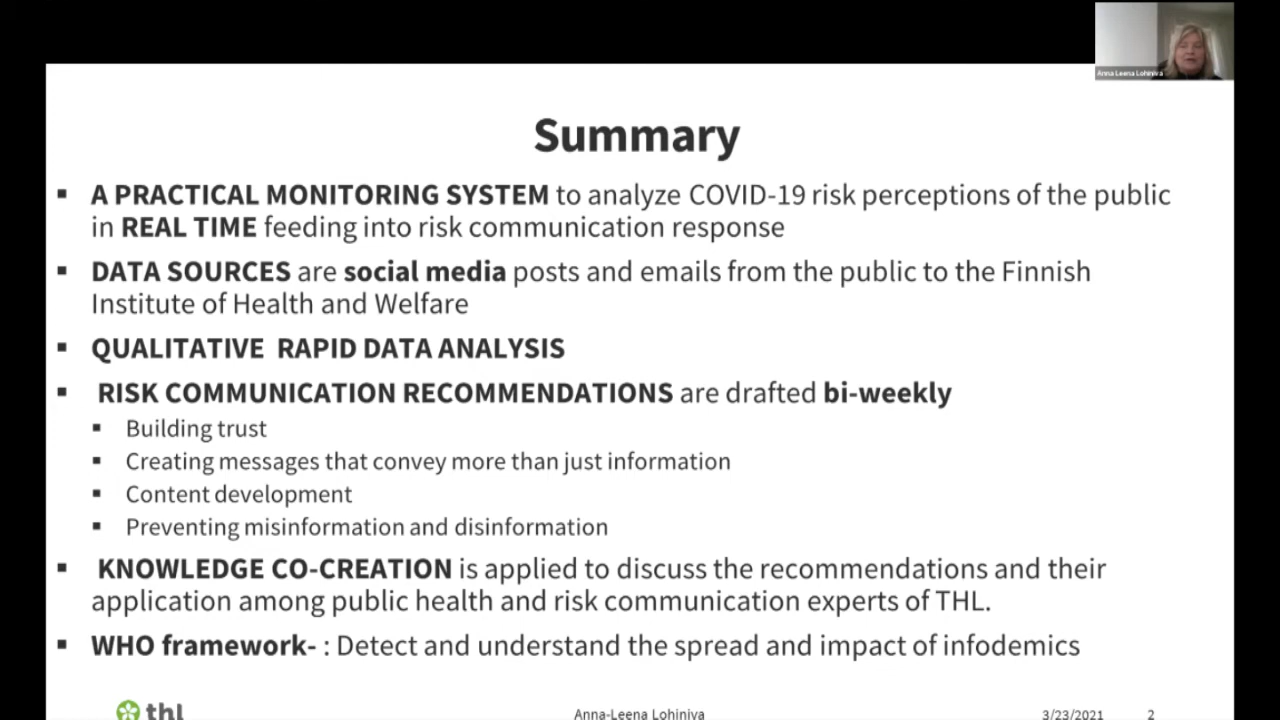 Anna Leena Lohiniva
Summary
▪ A PRACTICAL MONITORING SYSTEM to analyze COVID-19 risk perceptions of the public
in REAL TIME feeding into risk communication response
▪ DATA SOURCES are social media posts and emails from the public to the Finnish
Institute of Health and Welfare
▪ QUALITATIVE RAPID DATA ANALYSIS
▪ RISK COMMUNICATION RECOMMENDATIONS are drafted bi-weekly
▪ Building trust
▪ Creating messages that convey more than just information
▪ Content development
▪ Preventing misinformation and disinformation
▪ KNOWLEDGE CO-CREATION is applied to discuss the recommendations and their
application among public health and risk communication experts of THL.
▪ WHO framework- : Detect and understand the spread and impact of infodemics
thl Anna-Leena Lohiniva 3/23/2021 2